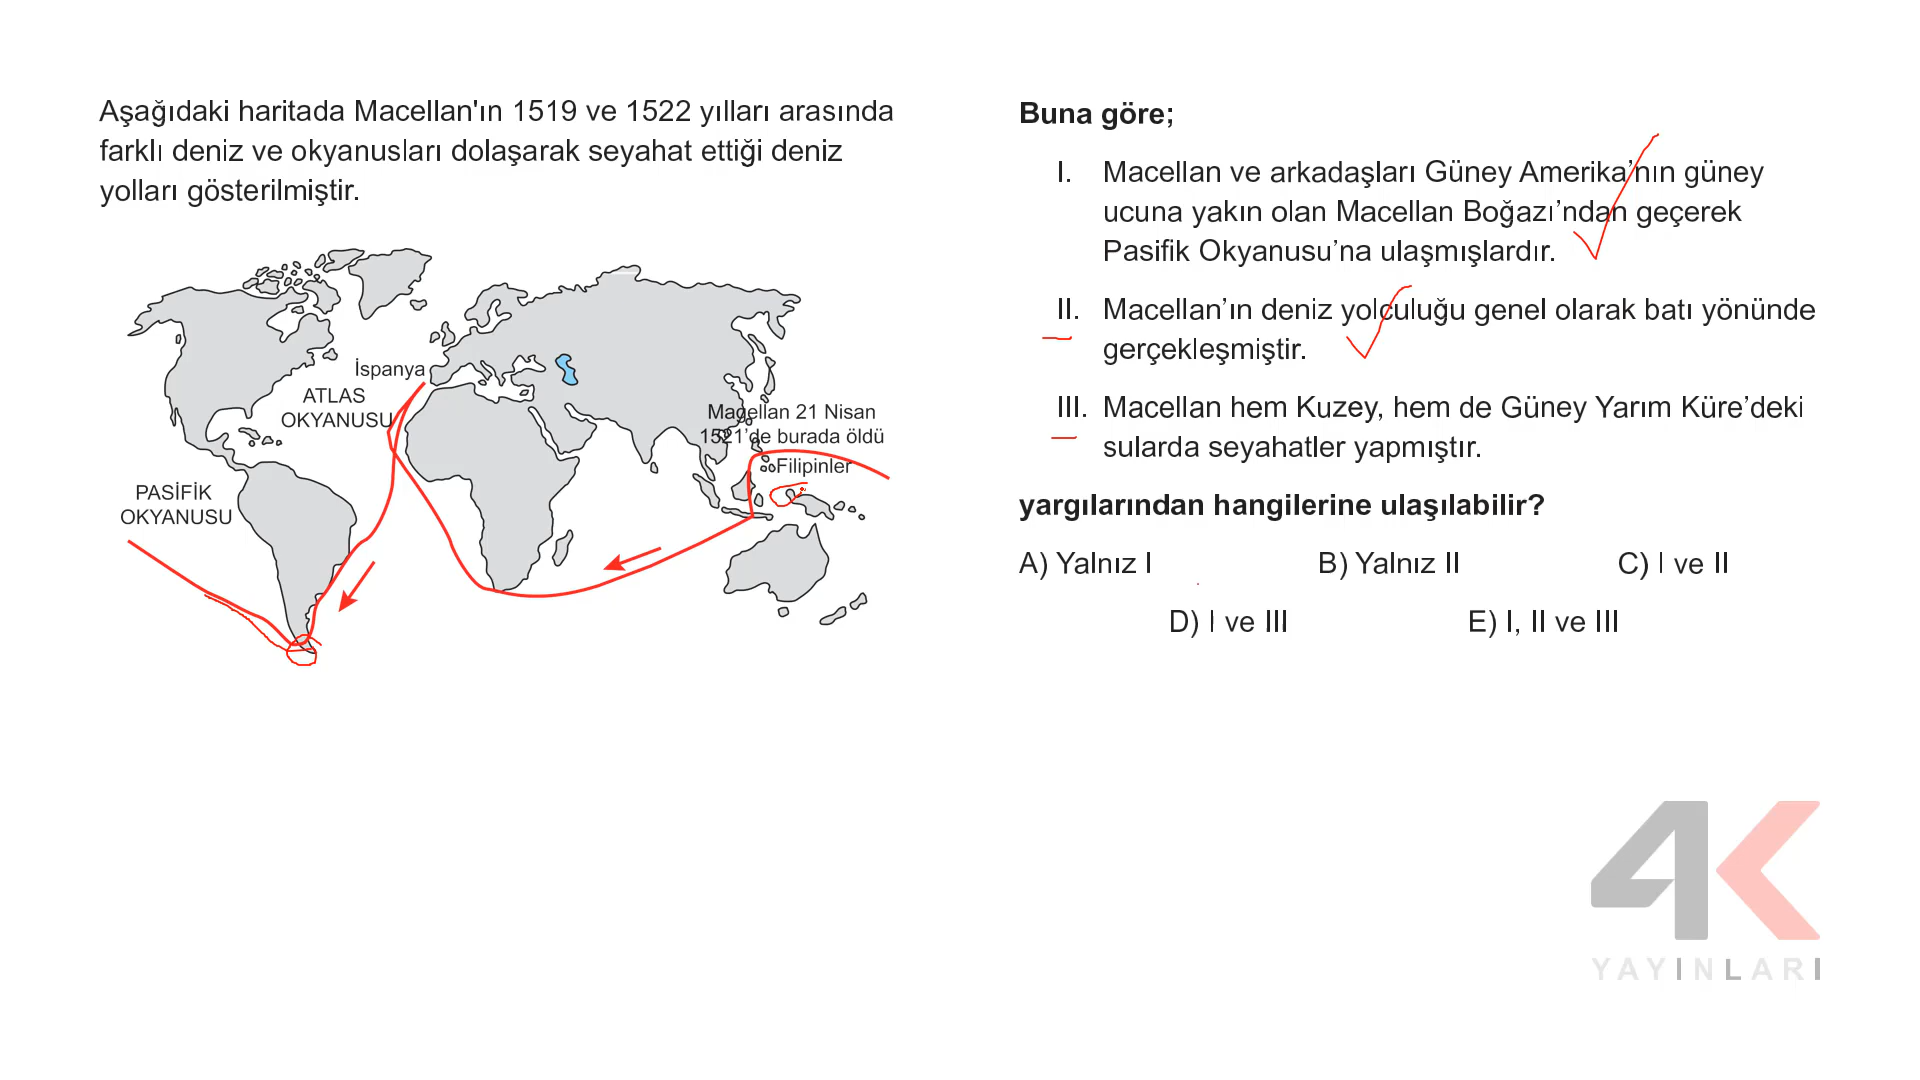 Aşağıdaki haritada Macellan'ın 1519 ve 1522 yılları arasında
farklı deniz ve okyanusları dolaşarak seyahat ettiği deniz
yolları gösterilmiştir.
İspanya
ATLAS
OKYANUSU
Magellan 21 Nisan
1521’de burada öldü
Filipinler
PASİFİK
OKYANUSU
Buna göre;
I. Macellan ve arkadaşları Güney Amerika’nın güney
ucuna yakın olan Macellan Boğazı’ndan geçerek
Pasifik Okyanusu’na ulaşmışlardır.
II. Macellan’ın deniz yolculuğu genel olarak batı yönünde
gerçekleşmiştir.
III. Macellan hem Kuzey, hem de Güney Yarım Küre’deki
sularda seyahatler yapmıştır.
yargılarından hangilerine ulaşılabilir?
A) Yalnız I B) Yalnız II C) I ve II
D) I ve III E) I, II ve III
4K
YAYINLARI